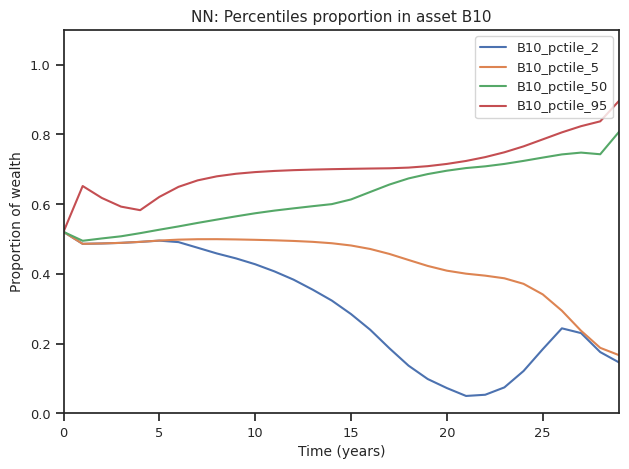 NN: Percentiles proportion in asset B10
B10_pctile_2
B10_pctile_5
B10_pctile_50
B10_pctile_95
Proportion of wealth
1.0
0.8
0.6
0.4
0.2
0.0
0 5 10 15 20 25
Time (years)